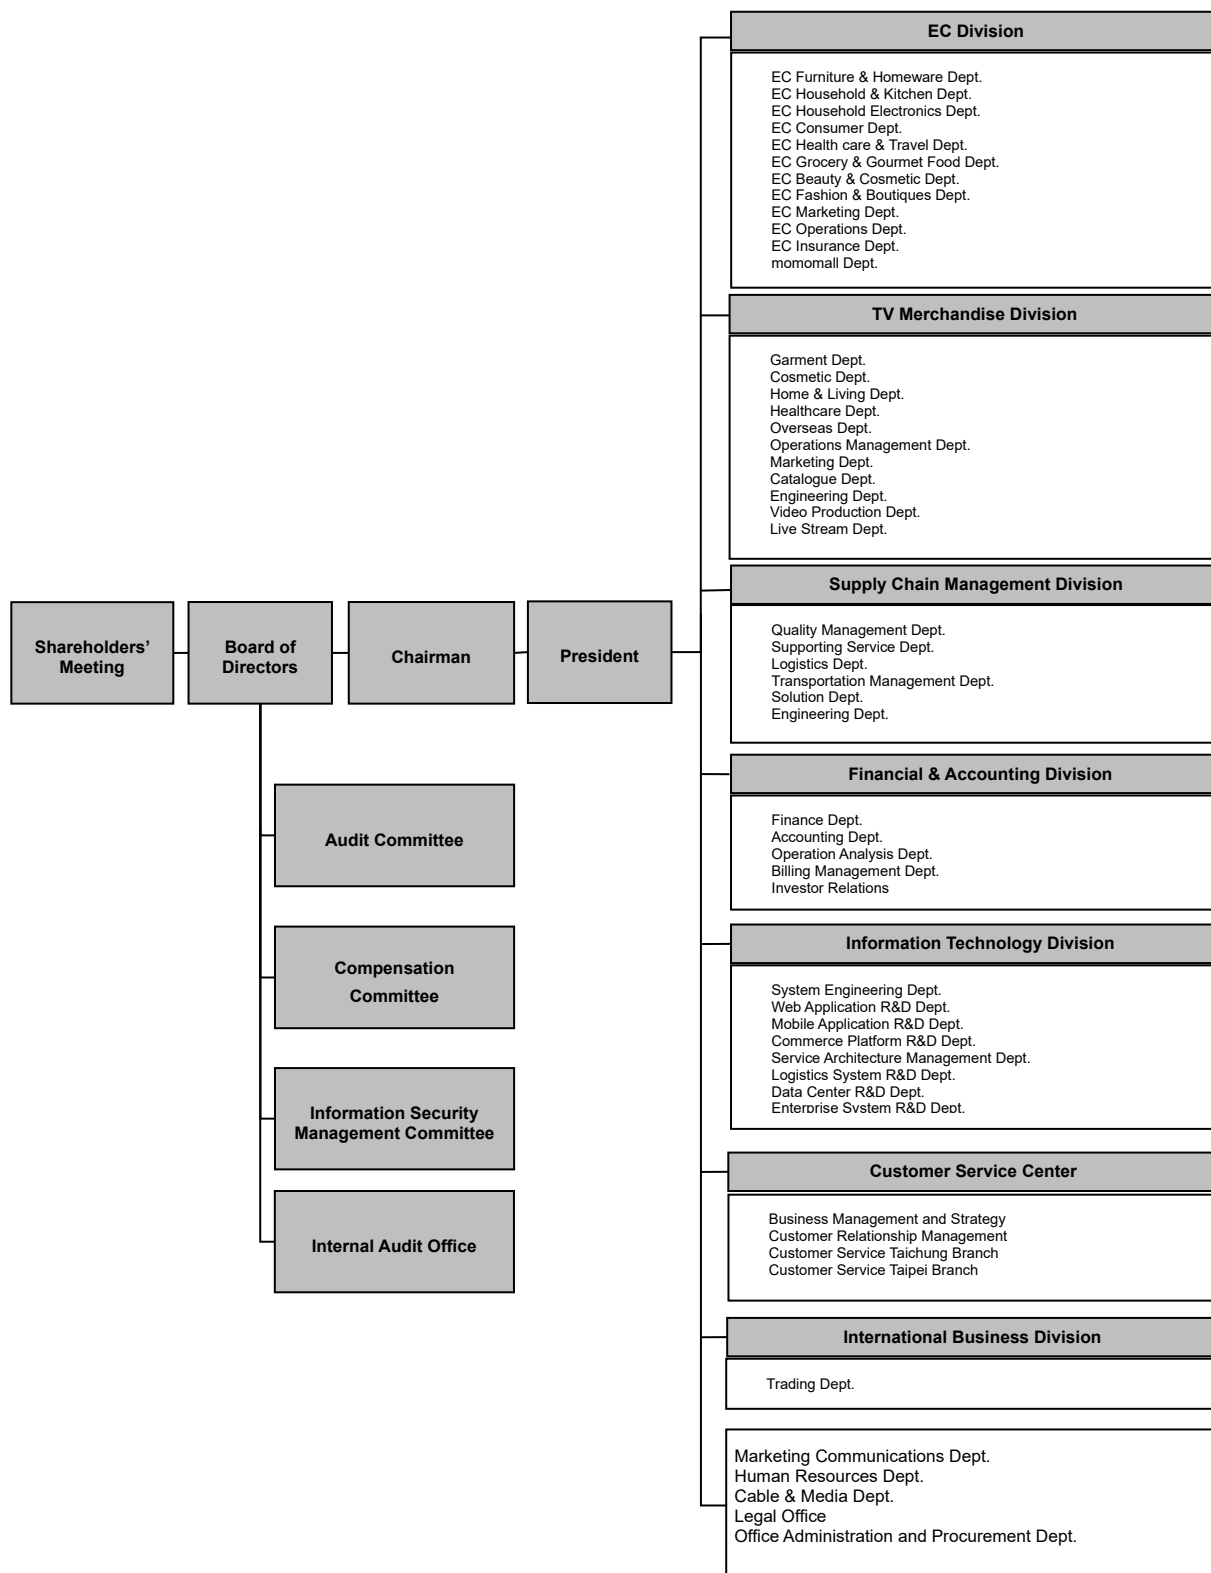 Shareholders’
Meeting
Board of
Directors
Chairman
President
Audit Committee
Compensation
Committee
Information Security
Management Committee
Internal Audit Office
EC Division
EC Furniture & Homeware Dept.
EC Household & Kitchen Dept.
EC Household Electronics Dept.
EC Consumer Dept.
EC Health care & Travel Dept.
EC Grocery & Gourmet Food Dept.
EC Beauty & Cosmetic Dept.
EC Fashion & Boutiques Dept.
EC Marketing Dept.
EC Operations Dept.
EC Insurance Dept.
momomall Dept.
TV Merchandise Division
Garment Dept.
Cosmetic Dept.
Home & Living Dept.
Healthcare Dept.
Overseas Dept.
Operations Management Dept.
Marketing Dept.
Catalogue Dept.
Engineering Dept.
Video Production Dept.
Live Stream Dept.
Supply Chain Management Division
Quality Management Dept.
Supporting Service Dept.
Logistics Dept.
Transportation Management Dept.
Solution Dept.
Engineering Dept.
Financial & Accounting Division
Finance Dept.
Accounting Dept.
Operation Analysis Dept.
Billing Management Dept.
Investor Relations
Information Technology Division
System Engineering Dept.
Web Application R&D Dept.
Mobile Application R&D Dept.
Commerce Platform R&D Dept.
Service Architecture Management Dept.
Logistics System R&D Dept.
Data Center R&D Dept.
Enterprise System R&D Dept.
Customer Service Center
Business Management and Strategy
Customer Relationship Management
Customer Service Taichung Branch
Customer Service Taipei Branch
International Business Division
Trading Dept.
Marketing Communications Dept.
Human Resources Dept.
Cable & Media Dept.
Legal Office
Office Administration and Procurement Dept.